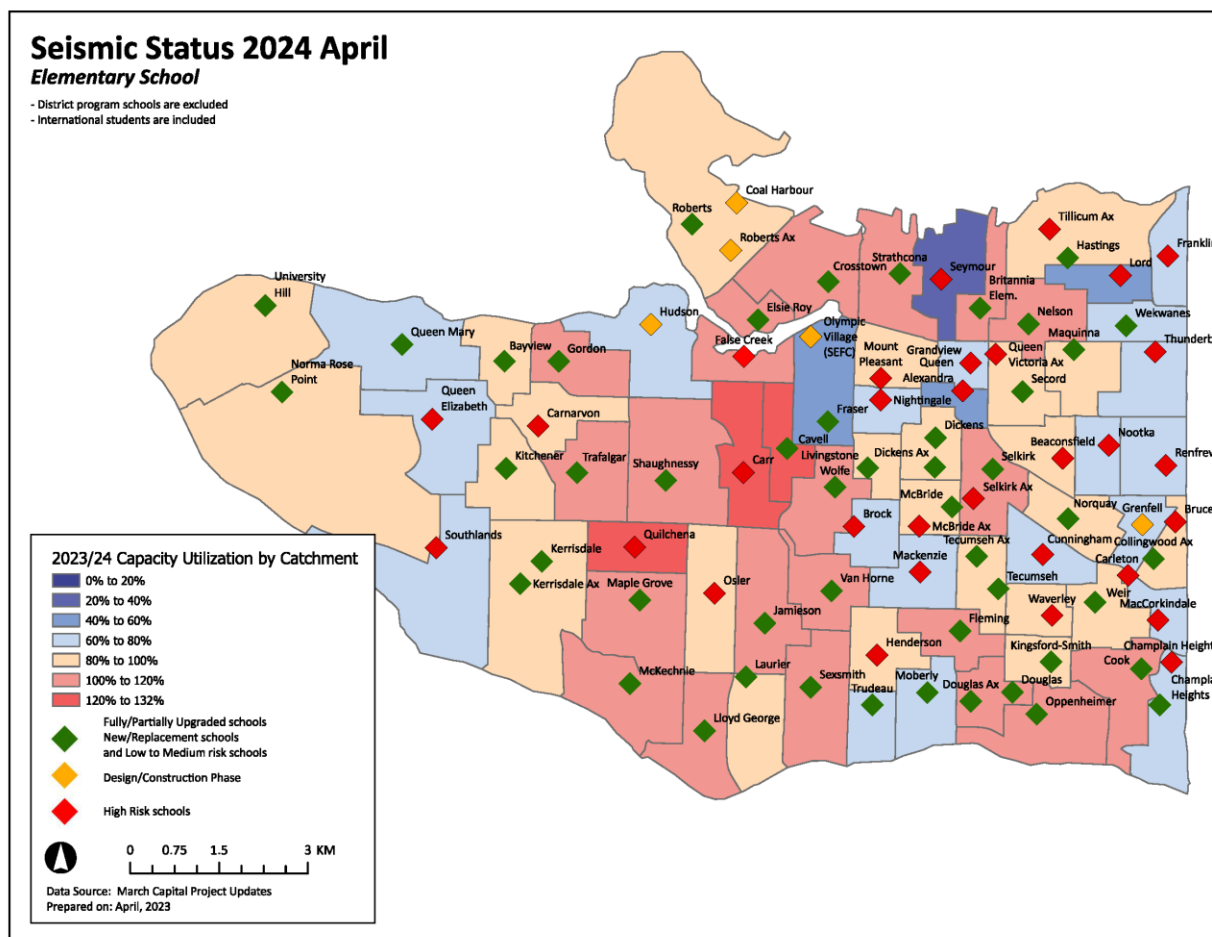 Seismic Status 2024 April
Elementary School
- District program schools are excluded
- International students are included
Coal Harbour
Roberts
Roberts Ax
Tillicum Ax
Hastings
Franklin
Lord
University
Hill
Crosstown
Strathcona
Seymour
Britannia
Elem.
Hudson
Elsie Roy
Olympic
Village
(SEFC)
Nelson
Wekwanes
Queen Mary
Bayview
Gordon
False Creek
Mount
Pleasant
Grandview
Queen
Alexandra
Queen
Victoria Ax
Maquinna
Thunderb
Norma Rose
Point
Queen
Elizabeth
Carnarvon
Fraser
Nightingale
Secord
Kitchener
Trafalgar
Shaughnessy
Carr
Cavell
Livingstone
Wolfe
Dickens
Dickens Ax
Selkirk
Beaconsfield
Nootka
Renfrew
McBride
Selkirk Ax
Norquay
Grenfell
Bruce
Brock
McBride Ax
Cunningham
Collingwood Ax
Southlands
Kerrisdale
Quilchena
Mackenzie
Tecumseh Ax
Carleton
Kerrisdale Ax
Maple Grove
Osler
Van Horne
Tecumseh
Waverley
Weir
MacCorkindale
Jamieson
Fleming
Henderson
Kingsford-Smith
Champlain Height
Cook
McKechnie
Laurier
Sexsmith
Trudeau
Moberly
Douglas Ax
Douglas
Champla
Heights
Oppenheimer
Lloyd George
2023/24 Capacity Utilization by Catchment
0% to 20%
20% to 40%
40% to 60%
60% to 80%
80% to 100%
100% to 120%
120% to 132%
Fully/Partially Upgraded schools
New/Replacement schools
and Low to Medium risk schools
Design/Construction Phase
High Risk schools
0 0.75 1.5 3 KM
Data Source: March Capital Project Updates
Prepared on: April, 2023